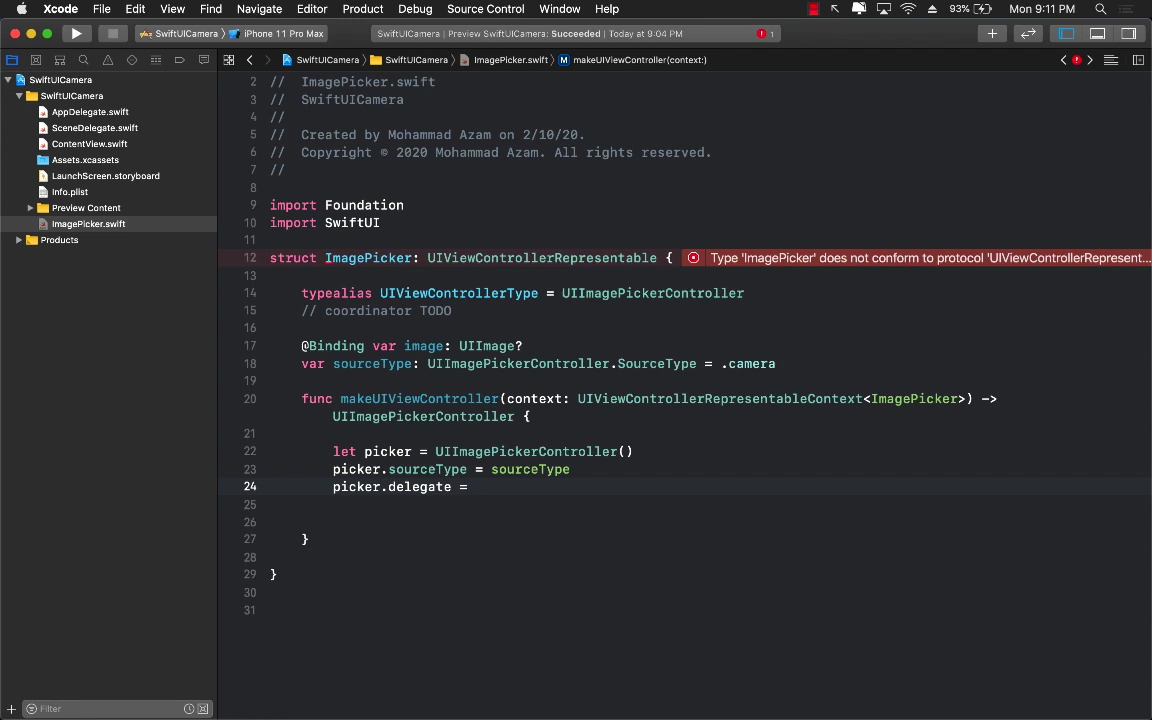 Xcode File Edit View Find Navigate Editor Product Debug Source Control Window Help 93% Mon 9:11 PM
SwiftUICamera iPhone 11 Pro Max SwiftUICamera | Preview SwiftUICamera: Succeeded | Today at 9:04 PM 1
SwiftUICamera SwiftUICamera ImagePicker.swift M makeUIViewController(context:)
SwiftUICamera
SwiftUICamera
AppDelegate.swift
SceneDelegate.swift
ContentView.swift
Assets.xcassets
LaunchScreen.storyboard
Info.plist
Preview Content
ImagePicker.swift
Products
Filter
2 // ImagePicker.swift
3 // SwiftUICamera
4 //
5 // Created by Mohammad Azam on 2/10/20.
6 // Copyright © 2020 Mohammad Azam. All rights reserved.
7 //
8
9 import Foundation
10 import SwiftUI
11
12 struct ImagePicker: UIViewControllerRepresentable { Type 'ImagePicker' does not conform to protocol 'UIViewControllerRepresent...
13
14 typealias UIViewControllerType = UIImagePickerController
15 // coordinator TODO
16
17 @Binding var image: UIImage?
18 var sourceType: UIImagePickerController.SourceType = .camera
19
20 func makeUIViewController(context: UIViewControllerRepresentableContext<ImagePicker>) ->
UIImagePickerController {
21
22 let picker = UIImagePickerController()
23 picker.sourceType = sourceType
24 picker.delegate =
25
26
27 }
28
29 }
30
31